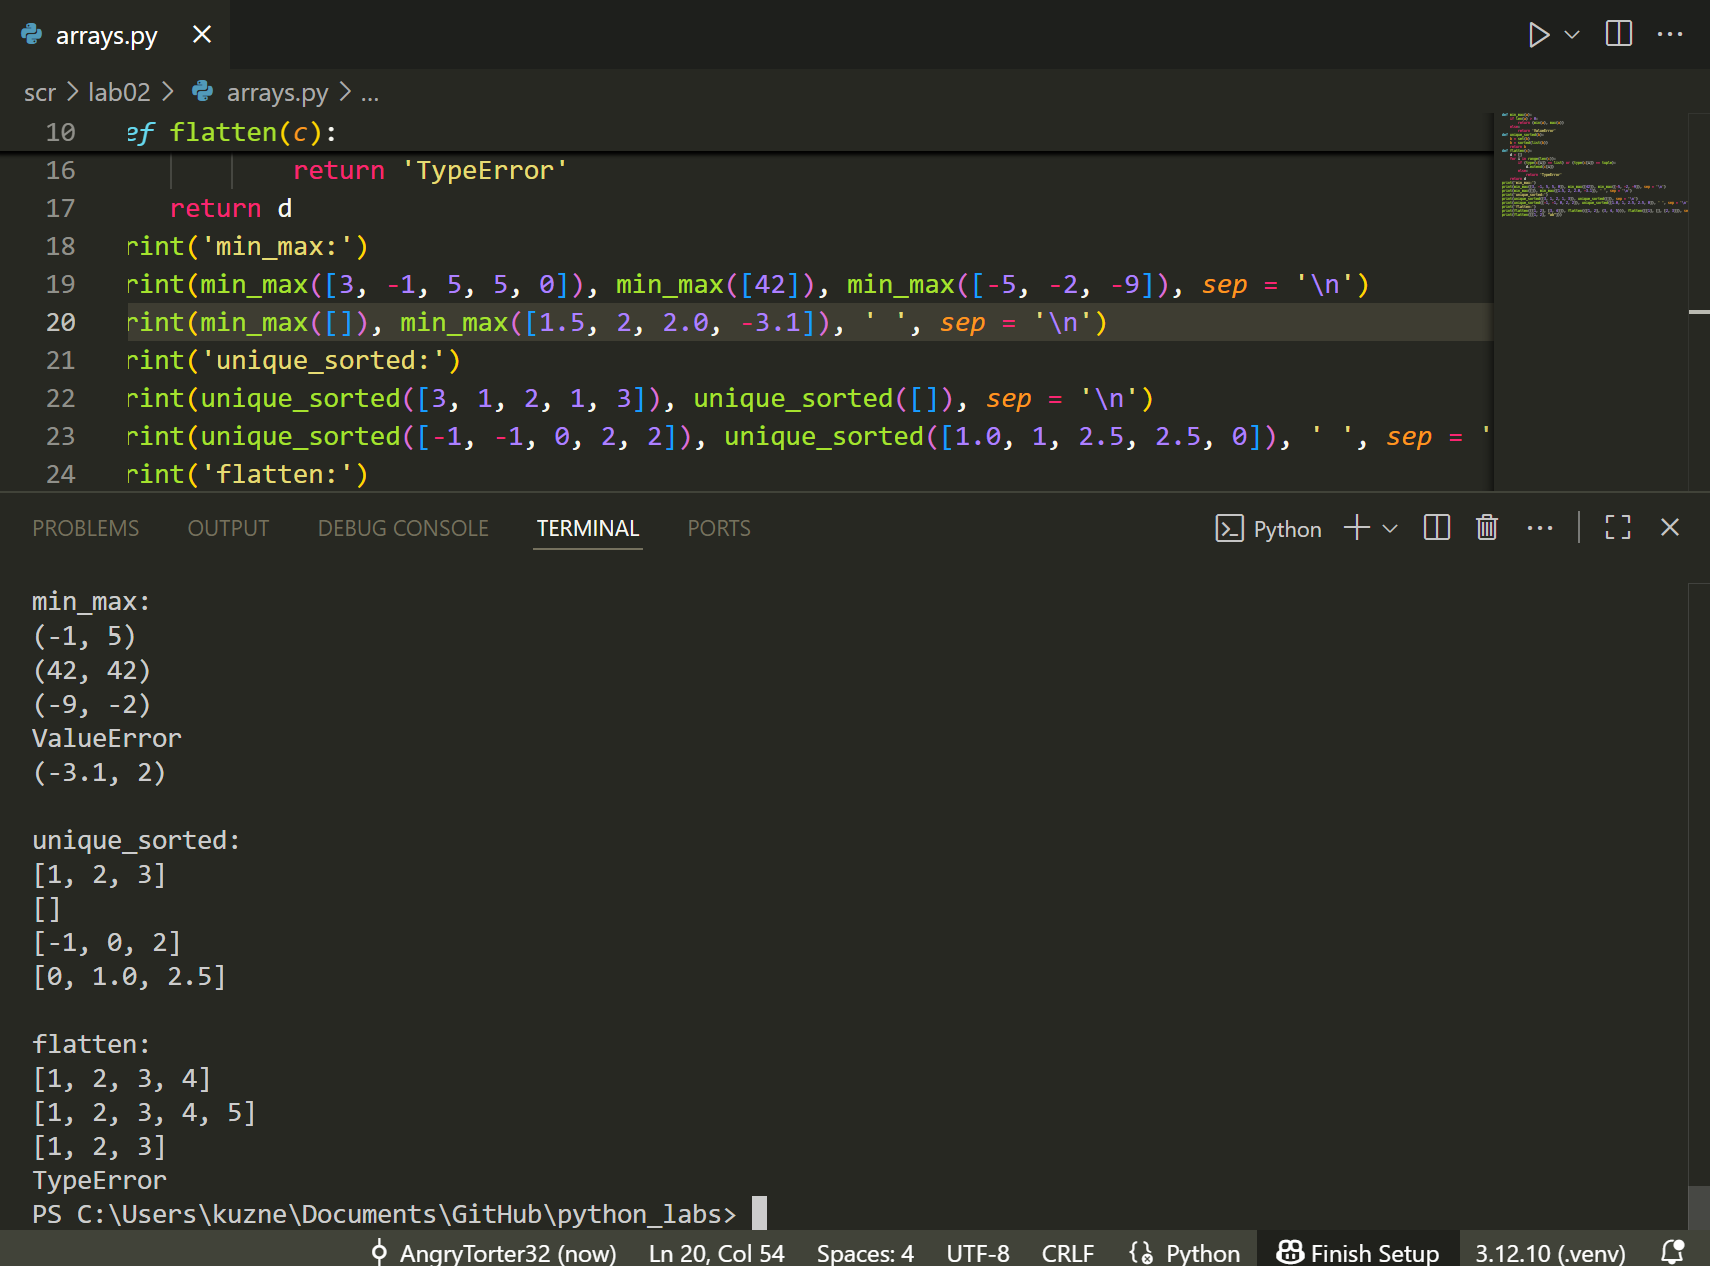 arrays.py
scr > lab02 > arrays.py > ...
10 ef flatten(c):
16 return 'TypeError'
17 return d
18 rint('min_max:')
19 rint(min_max([3, -1, 5, 5, 0]), min_max([42]), min_max([-5, -2, -9]), sep = '\n')
20 rint(min_max([]), min_max([1.5, 2, 2.0, -3.1]), ' ', sep = '\n')
21 rint('unique_sorted:')
22 rint(unique_sorted([3, 1, 2, 1, 3]), unique_sorted([]), sep = '\n')
23 rint(unique_sorted([-1, -1, 0, 2, 2]), unique_sorted([1.0, 1, 2.5, 2.5, 0]), ' ', sep = '
24 rint('flatten:')
PROBLEMS OUTPUT DEBUG CONSOLE TERMINAL PORTS Python
min_max:
(-1, 5)
(42, 42)
(-9, -2)
ValueError
(-3.1, 2)
unique_sorted:
[1, 2, 3]
[]
[-1, 0, 2]
[0, 1.0, 2.5]
flatten:
[1, 2, 3, 4]
[1, 2, 3, 4, 5]
[1, 2, 3]
TypeError
PS C:\Users\kuzne\Documents\GitHub\python_labs>
AngryTorter32 (now) Ln 20, Col 54 Spaces: 4 UTF-8 CRLF Python Finish Setup 3.12.10 (.venv)